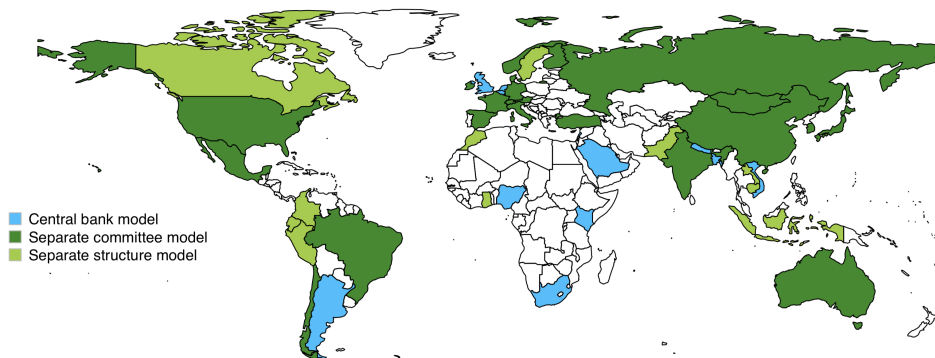 Central bank model
Separate committee model
Separate structure model